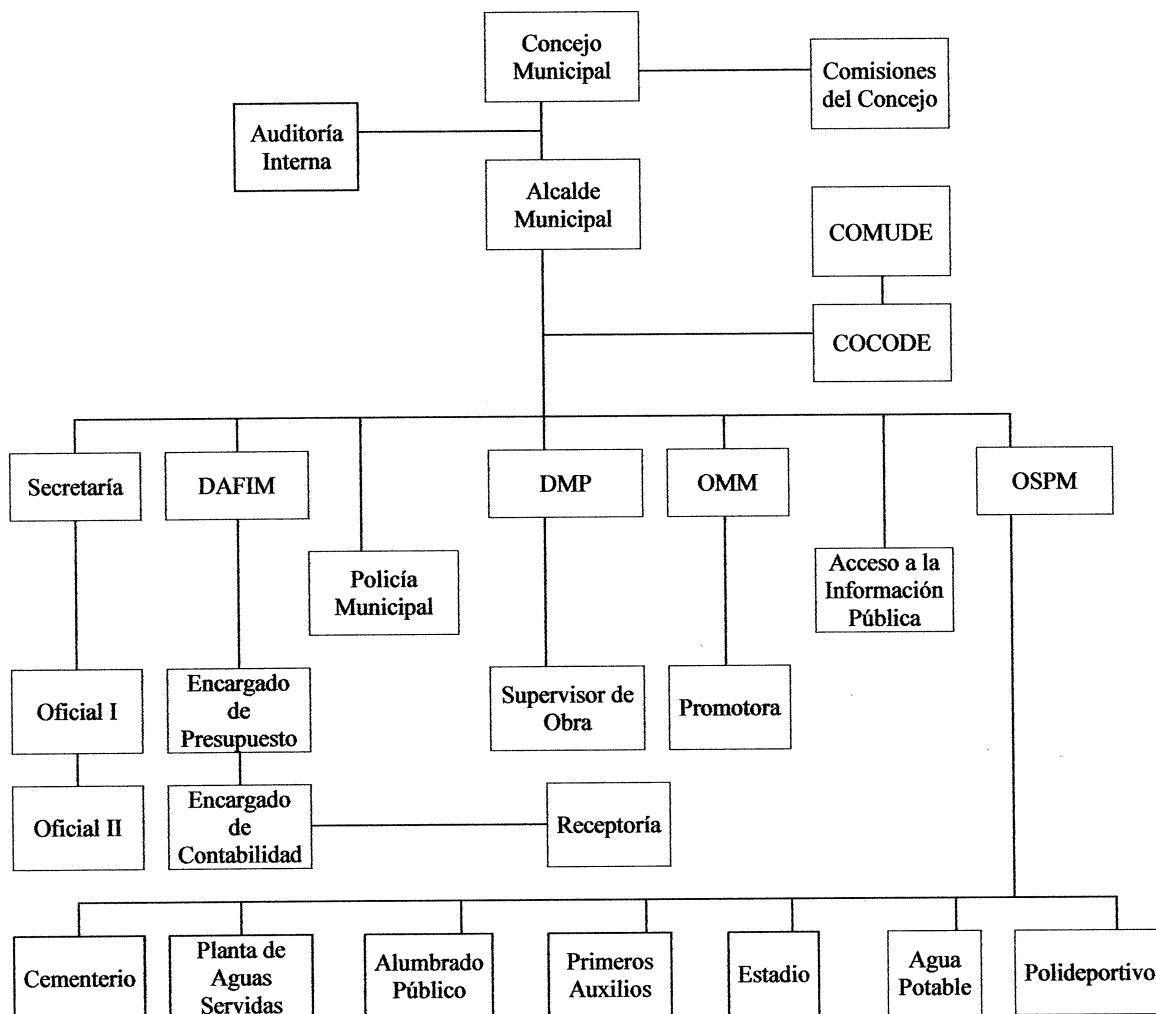 Concejo
Municipal
Comisiones
del Concejo
Auditoría
Interna
Alcalde
Municipal
COMUDE
COCODE
Secretaría
DAFIM
DMP
OMM
OSPM
Policía
Municipal
Acceso a la
Información
Pública
Oficial I
Encargado
de
Presupuesto
Supervisor de
Obra
Promotora
Oficial II
Encargado
de
Contabilidad
Receptoría
Cementerio
Planta de
Aguas
Servidas
Alumbrado
Público
Primeros
Auxilios
Estadio
Agua
Potable
Polideportivo